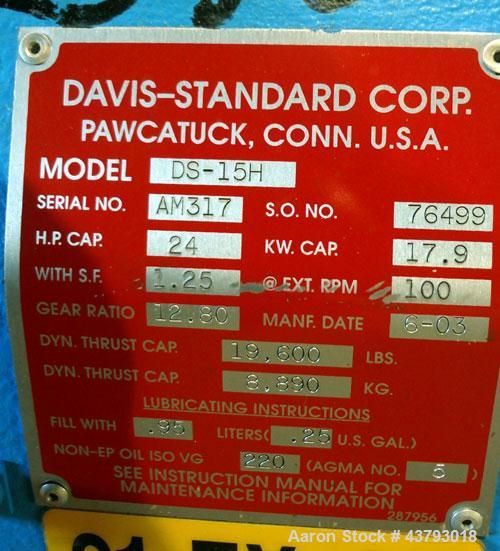 DAVIS-STANDARD CORP.
PAWCATUCK, CONN. U.S.A.
MODEL DS-15H
SERIAL NO. AM317 S.O. NO. 76499
H.P. CAP. 24 KW. CAP. 17.9
WITH S.F. 1.25 @ EXT. RPM 100
GEAR RATIO 12.80 MANF. DATE 6-03
DYN. THRUST CAP. 19,600 LBS.
DYN. THRUST CAP. 8,890 KG.
LUBRICATING INSTRUCTIONS
FILL WITH .95 LITERS( .25 U.S. GAL.)
NON-EP OIL ISO VG 220 (AGMA NO. 5 )
SEE INSTRUCTION MANUAL FOR
MAINTENANCE INFORMATION
287956
Aaron Stock # 43793018